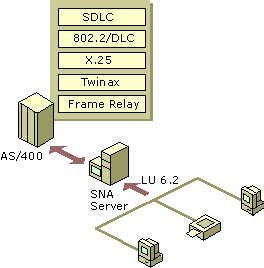 SDLC
802.2/DLC
X.25
Twinax
Frame Relay
AS/400
LU 6.2
SNA
Server